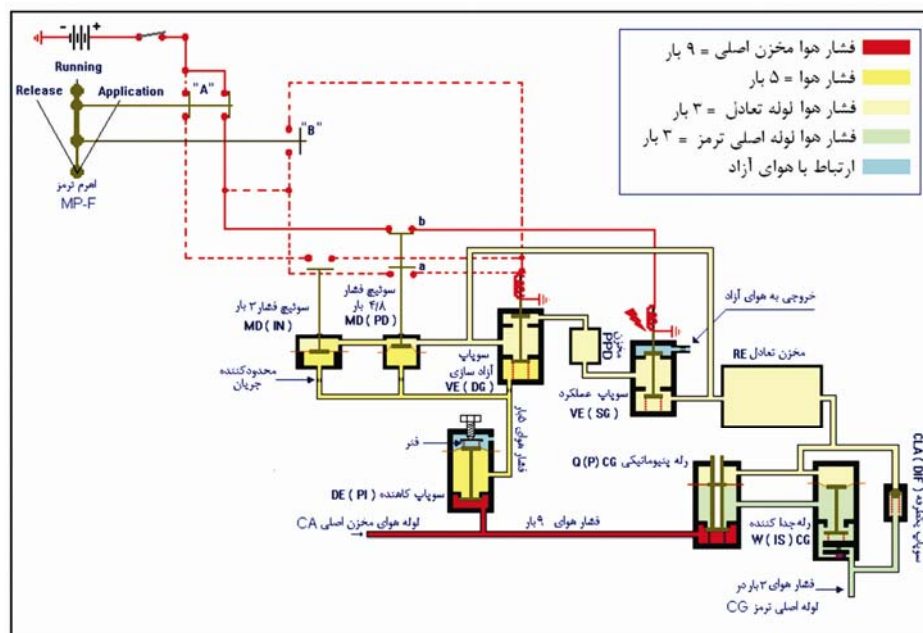 - +
Running
Release
Application
"A"
"B"
اهرم ترمز
MP-F
فشار هوا مخزن اصلی = ۹ بار
فشار هوا = ۵ بار
فشار هوا لوله تعادل = ۳ بار
فشار هوا لوله اصلی ترمز = ۳ بار
ارتباط با هوای آزاد
b
a
سوئیچ فشار ۳ بار
MD ( IN )
سوئیچ فشار
۴/۸ بار
MD ( PD )
محدودکننده
جریان
سوپاپ
آزاد سازی
VE ( DG )
مخزن
PPD
خروجی به هوای آزاد
سوپاپ عملکرد
VE ( SG )
مخزن تعادل RE
فشار هوای ۵بار
فنر
سوپاپ کاهنده DE ( PI )
رله پنیوماتیکی Q (P) CG
رله جدا کننده
W ( IS ) CG
سوپاپ یکطرفه CLA ( DIF )
لوله هوای مخزن اصلی CA
فشار هوای ۹بار
فشار هوای ۳ بار در
لوله اصلی ترمز CG